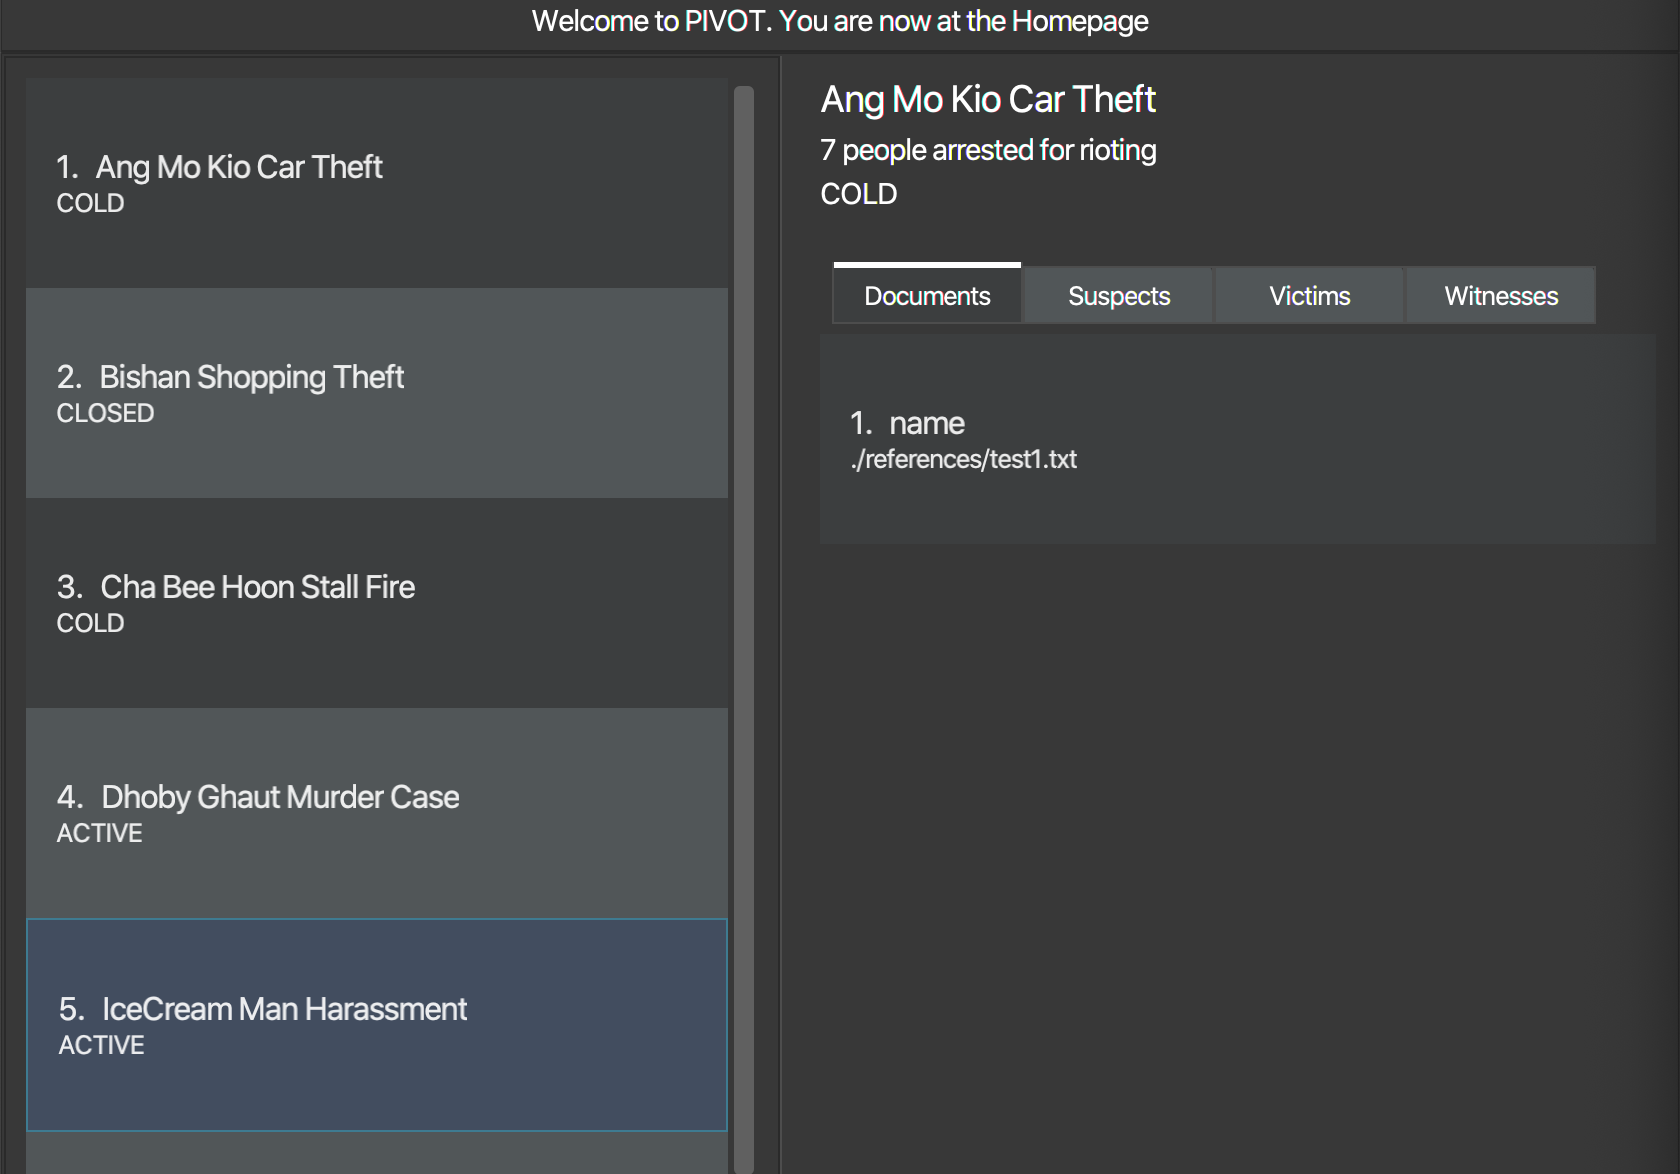 Welcome to PIVOT. You are now at the Homepage
1. Ang Mo Kio Car Theft
COLD
2. Bishan Shopping Theft
CLOSED
3. Cha Bee Hoon Stall Fire
COLD
4. Dhoby Ghaut Murder Case
ACTIVE
5. IceCream Man Harassment
ACTIVE
Ang Mo Kio Car Theft
7 people arrested for rioting
COLD
Documents Suspects Victims Witnesses
1. name
./references/test1.txt